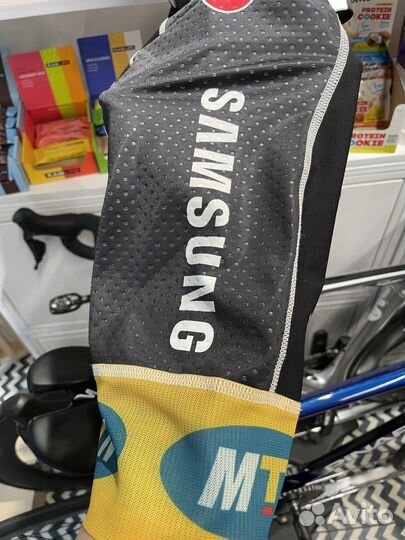 PROTEIN
COOKIE
PROTEIN
COOKIE
SAMSUNG
MT
Avito